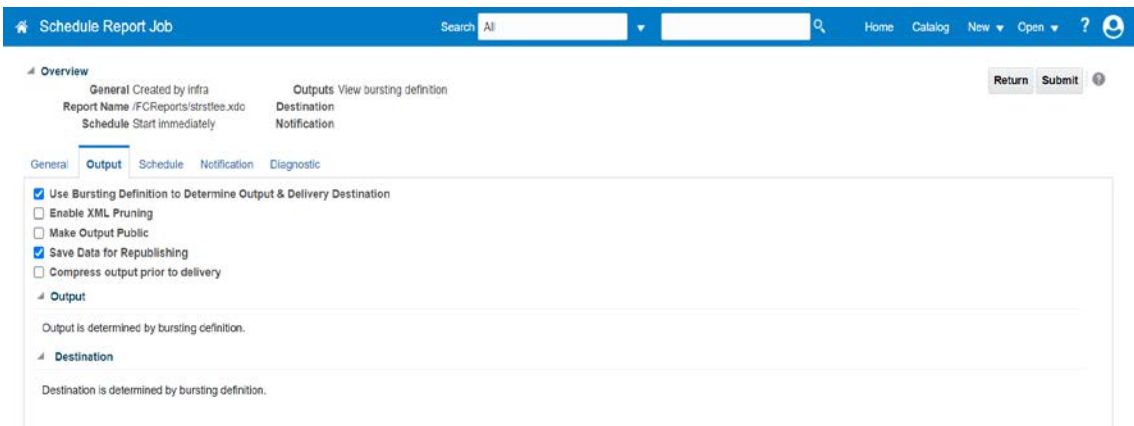 Schedule Report Job Search All Home Catalog New Open ?
Overview
Return Submit ?
General Created by infra Outputs View bursting definition
Report Name /FCReports/strstfee.xdo Destination
Schedule Start immediately Notification
General Output Schedule Notification Diagnostic
Use Bursting Definition to Determine Output & Delivery Destination
Enable XML Pruning
Make Output Public
Save Data for Republishing
Compress output prior to delivery
Output
Output is determined by bursting definition.
Destination
Destination is determined by bursting definition.